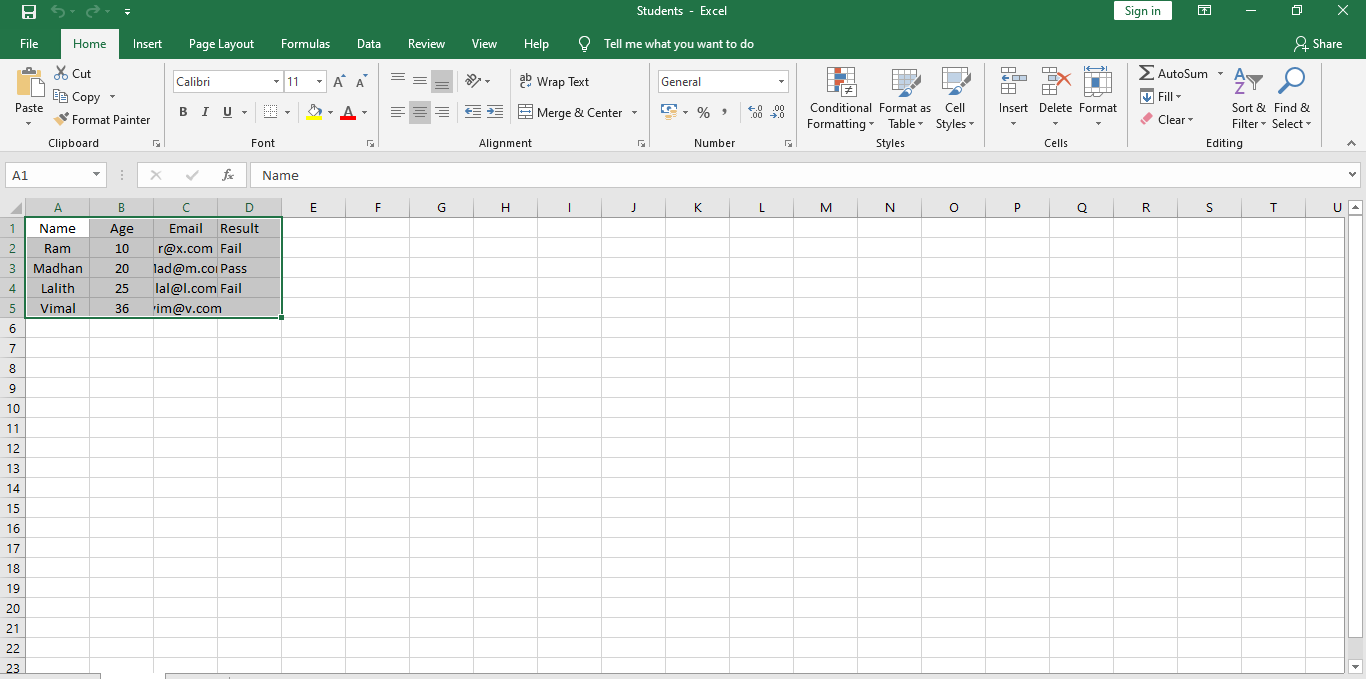 Students - Excel
Sign in
File Home Insert Page Layout Formulas Data Review View Help Tell me what you want to do Share
Paste
Cut
Copy
Format Painter
Clipboard
Calibri 11
B I U A
Font
ab Wrap Text
Merge & Center
Alignment
General
% ,
Number
Conditional Formatting
Format as Table
Cell Styles
Styles
Insert Delete Format
Cells
AutoSum
Fill
Clear
Sort & Filter
Find & Select
Editing
A1 fx Name
A B C D E F G H I J K L M N O P Q R S T U
1 Name Age Email Result
2 Ram 10 r@x.com Fail
3 Madhan 20 Pass
4 Lalith 25 lal@l.com Fail
5 Vimal 36 vim@v.com
6
7
8
9
10
11
12
13
14
15
16
17
18
19
20
21
22
23